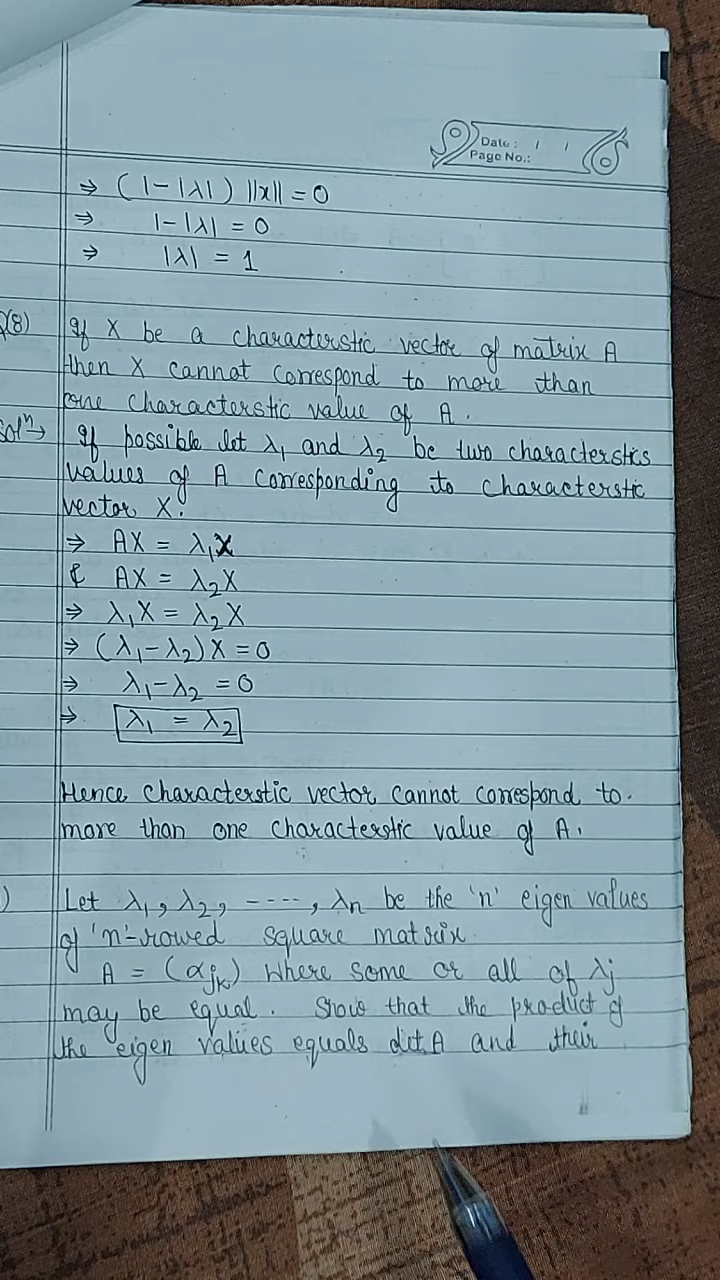 Date : / /
Page No.:
⇒ (1-|λ|) ||x|| = 0
⇒ 1-|λ| = 0
⇒ |λ| = 1
(8) If X be a characterstic vector of matrix A
then X cannot correspond to more than
one characterstic value of A.
Solⁿ→ If possible let λ₁ and λ₂ be two characterstics
values of A corresponding to characterstic
vector X.
⇒ AX = λ₁X
& AX = λ₂X
⇒ λ₁X = λ₂X
⇒ (λ₁-λ₂)X = 0
⇒ λ₁-λ₂ = 0
⇒ λ₁ = λ₂
Hence characterstic vector cannot correspond to
more than one characterstic value of A.
) Let λ₁, λ₂, ----, λn be the 'n' eigen values
of 'n'-rowed square matrix
A = (αjk) where some or all of λj
may be equal. Show that the product of
the eigen values equals det A and their